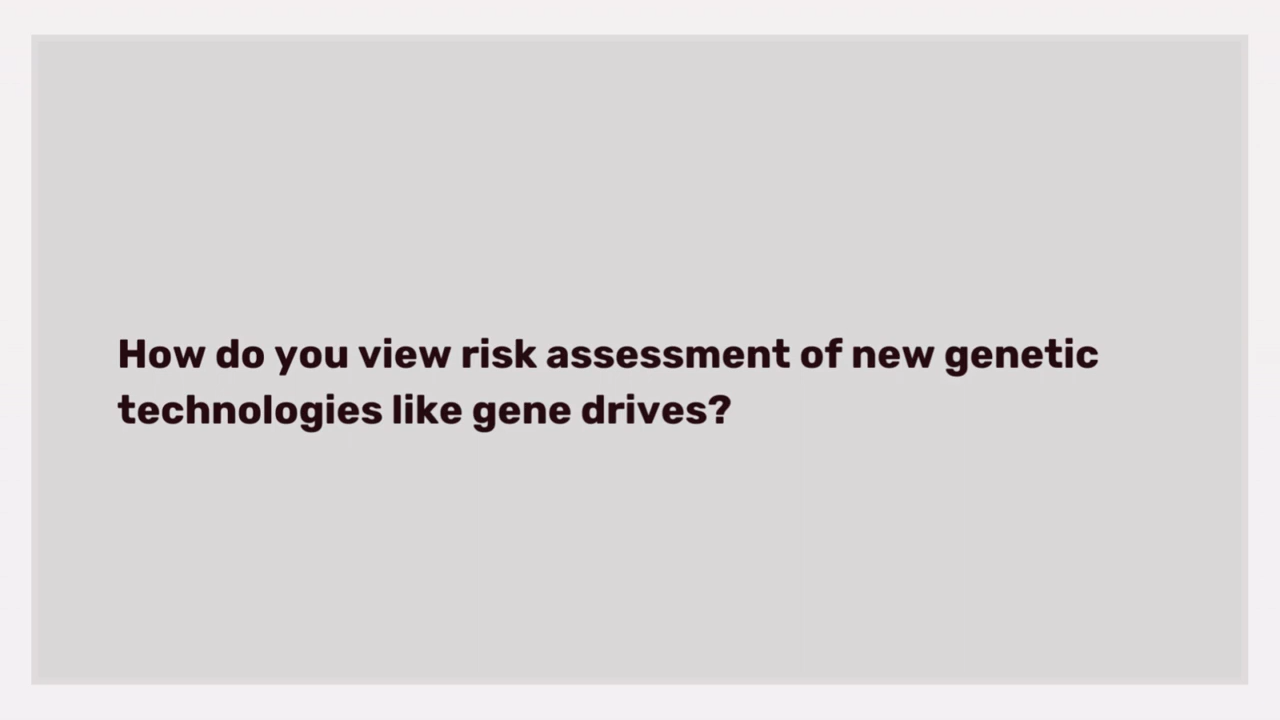 How do you view risk assessment of new genetic
technologies like gene drives?